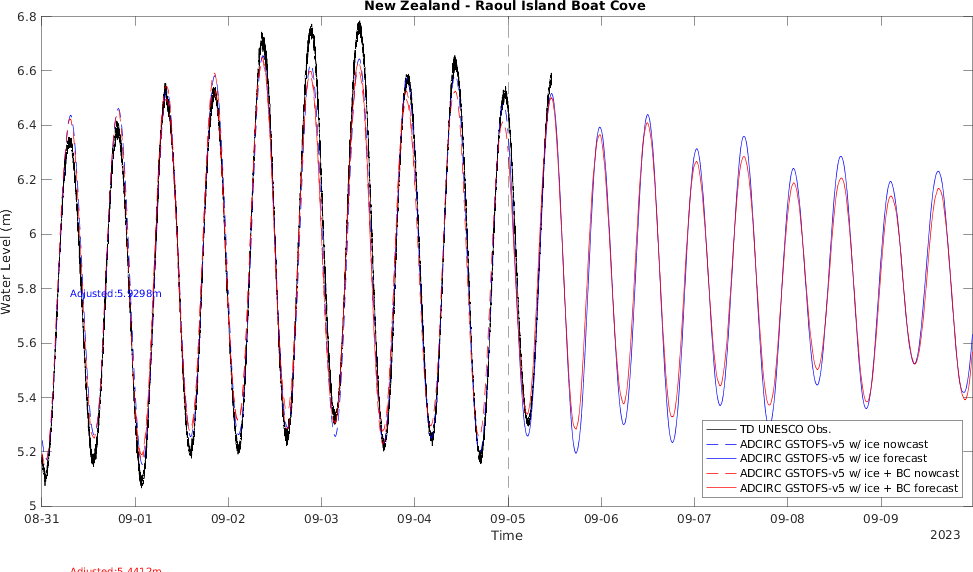 New Zealand - Raoul Island Boat Cove
6.8
6.6
6.4
6.2
6
5.8
5.6
5.4
5.2
5
Water Level (m)
Adjusted:5.9298m
TD UNESCO Obs.
ADCIRC GSTOFS-v5 w/ ice nowcast
ADCIRC GSTOFS-v5 w/ ice forecast
ADCIRC GSTOFS-v5 w/ ice + BC nowcast
ADCIRC GSTOFS-v5 w/ ice + BC forecast
08-31 09-01 09-02 09-03 09-04 09-05 09-06 09-07 09-08 09-09
Time
2023
Adjusted:5.4412m